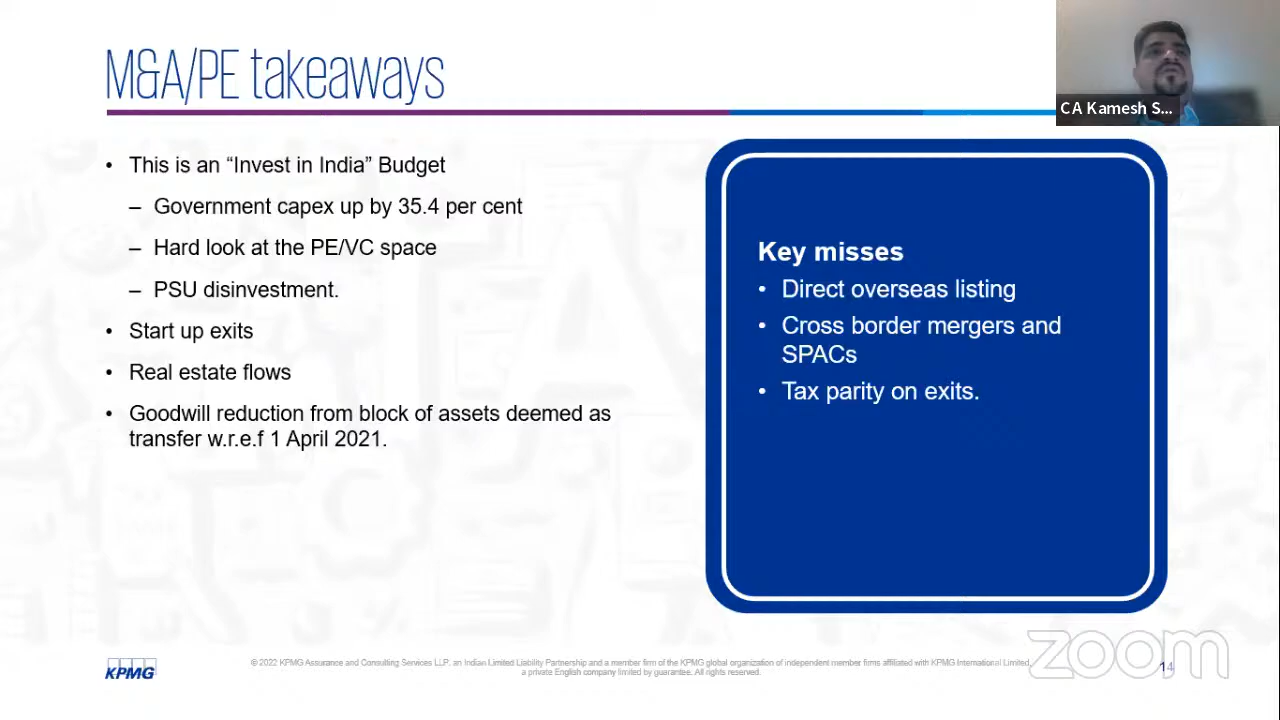 M&A/PE takeaways
CA Kamesh S...
• This is an “Invest in India” Budget
– Government capex up by 35.4 per cent
– Hard look at the PE/VC space
– PSU disinvestment.
• Start up exits
• Real estate flows
• Goodwill reduction from block of assets deemed as
transfer w.r.e.f 1 April 2021.
Key misses
• Direct overseas listing
• Cross border mergers and
SPACs
• Tax parity on exits.
KPMG
© 2022 KPMG Assurance and Consulting Services LLP, an Indian Limited Liability Partnership and a member firm of the KPMG global organization of independent member firms affiliated with KPMG International Limited,
a private English company limited by guarantee. All rights reserved.
zoom
14